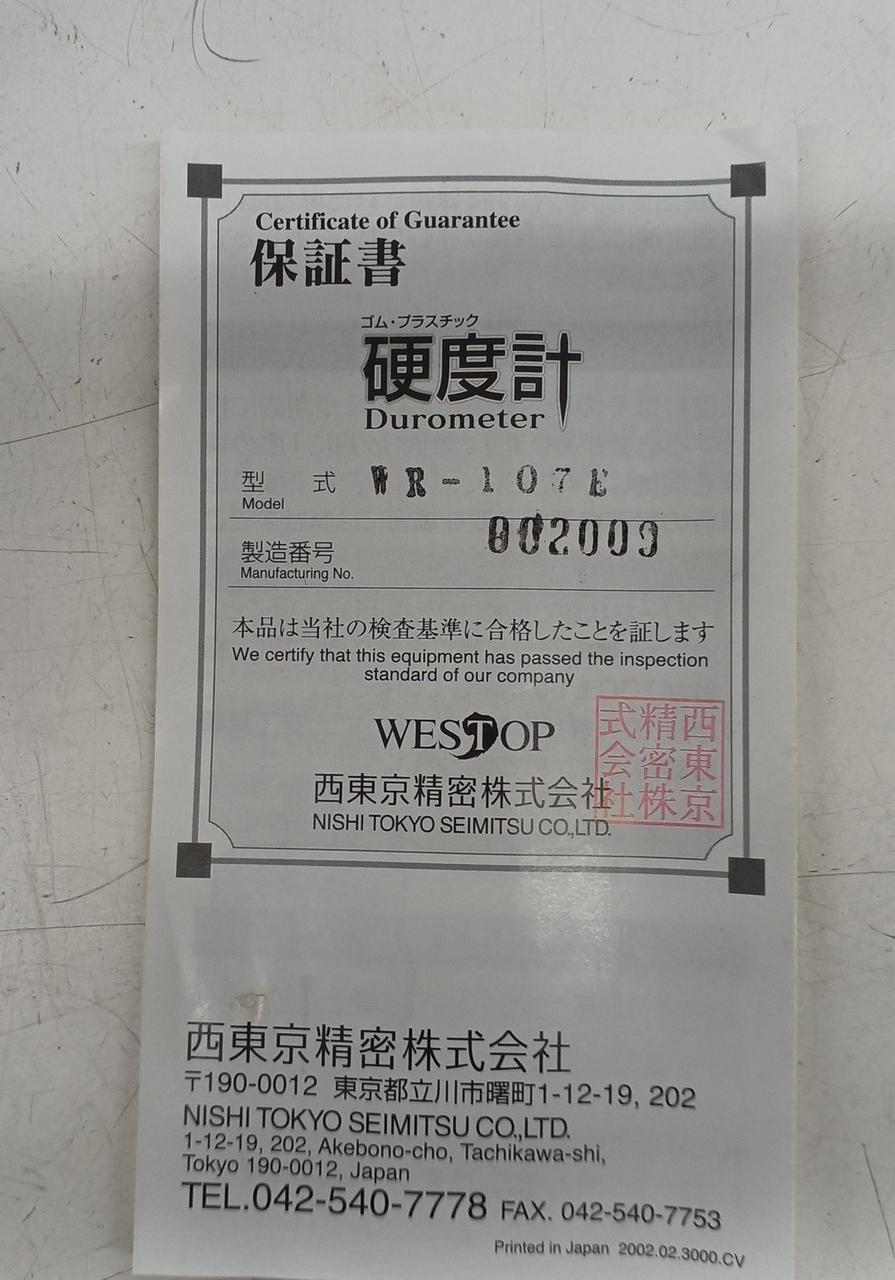 Certificate of Guarantee
保証書
ゴム・プラスチック
硬度計
Durometer
型 式 WR-107E
Model
002009
製造番号
Manufacturing No.
本品は当社の検査基準に合格したことを証します
We certify that this equipment has passed the inspection
standard of our company
WESTOP
西東京精密株式会社
NISHI TOKYO SEIMITSU CO.,LTD.
西東京
精密株
式会社
西東京精密株式会社
〒190-0012 東京都立川市曙町1-12-19, 202
NISHI TOKYO SEIMITSU CO.,LTD.
1-12-19, 202, Akebono-cho, Tachikawa-shi,
Tokyo 190-0012, Japan
TEL.042-540-7778 FAX. 042-540-7753
Printed in Japan 2002.02.3000.CV